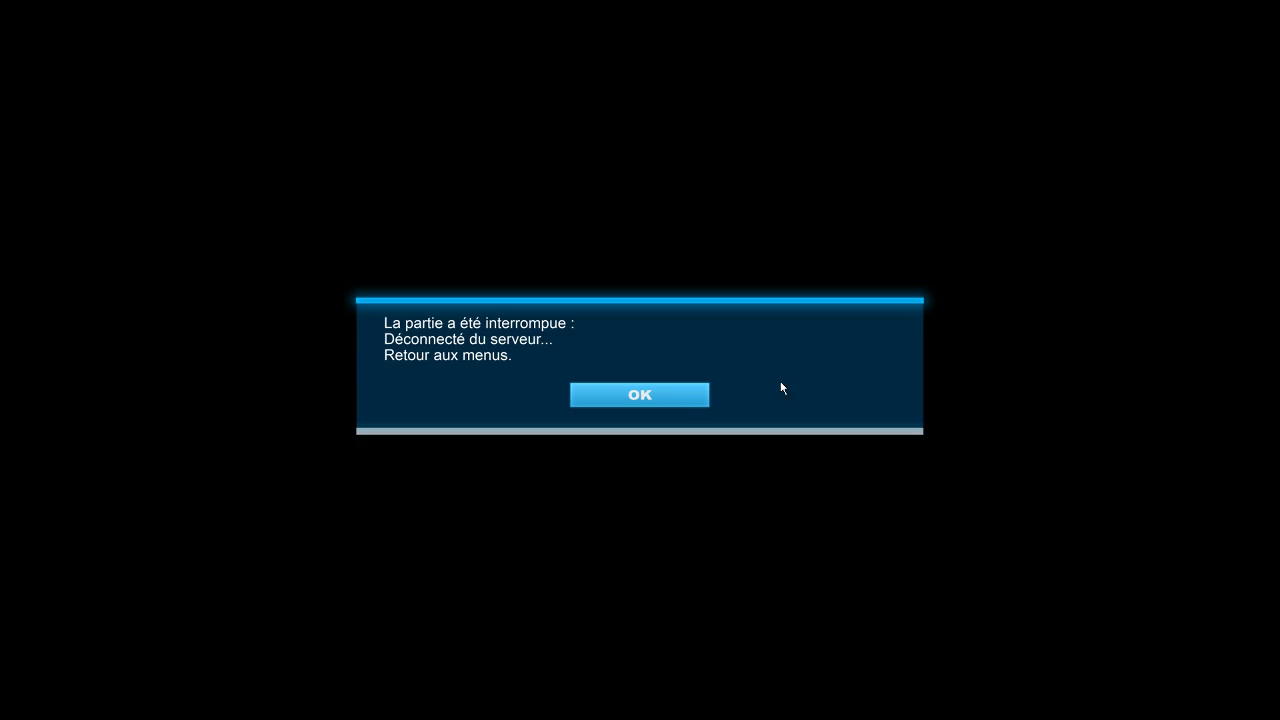 La partie a été interrompue :
Déconnecté du serveur...
Retour aux menus.
OK